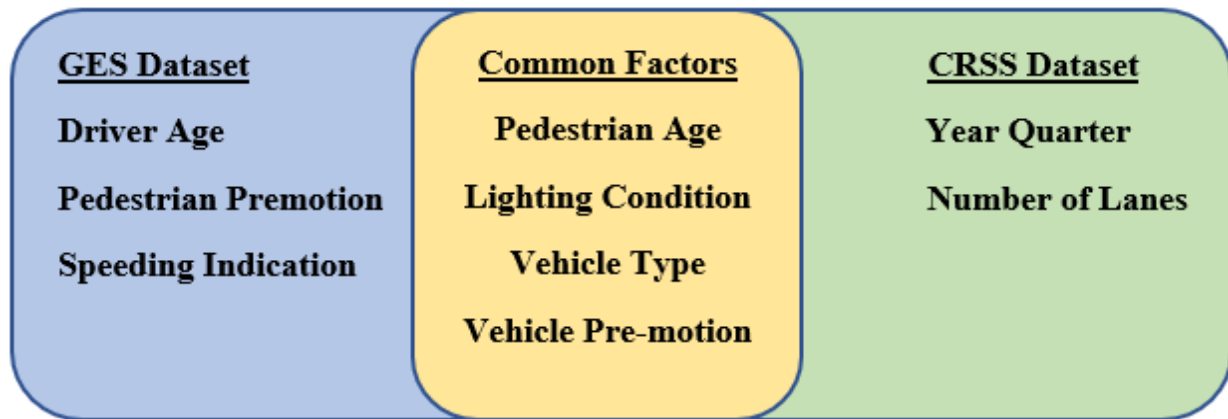 GES Dataset
Driver Age
Pedestrian Premotion
Speeding Indication
Common Factors
Pedestrian Age
Lighting Condition
Vehicle Type
Vehicle Pre-motion
CRSS Dataset
Year Quarter
Number of Lanes